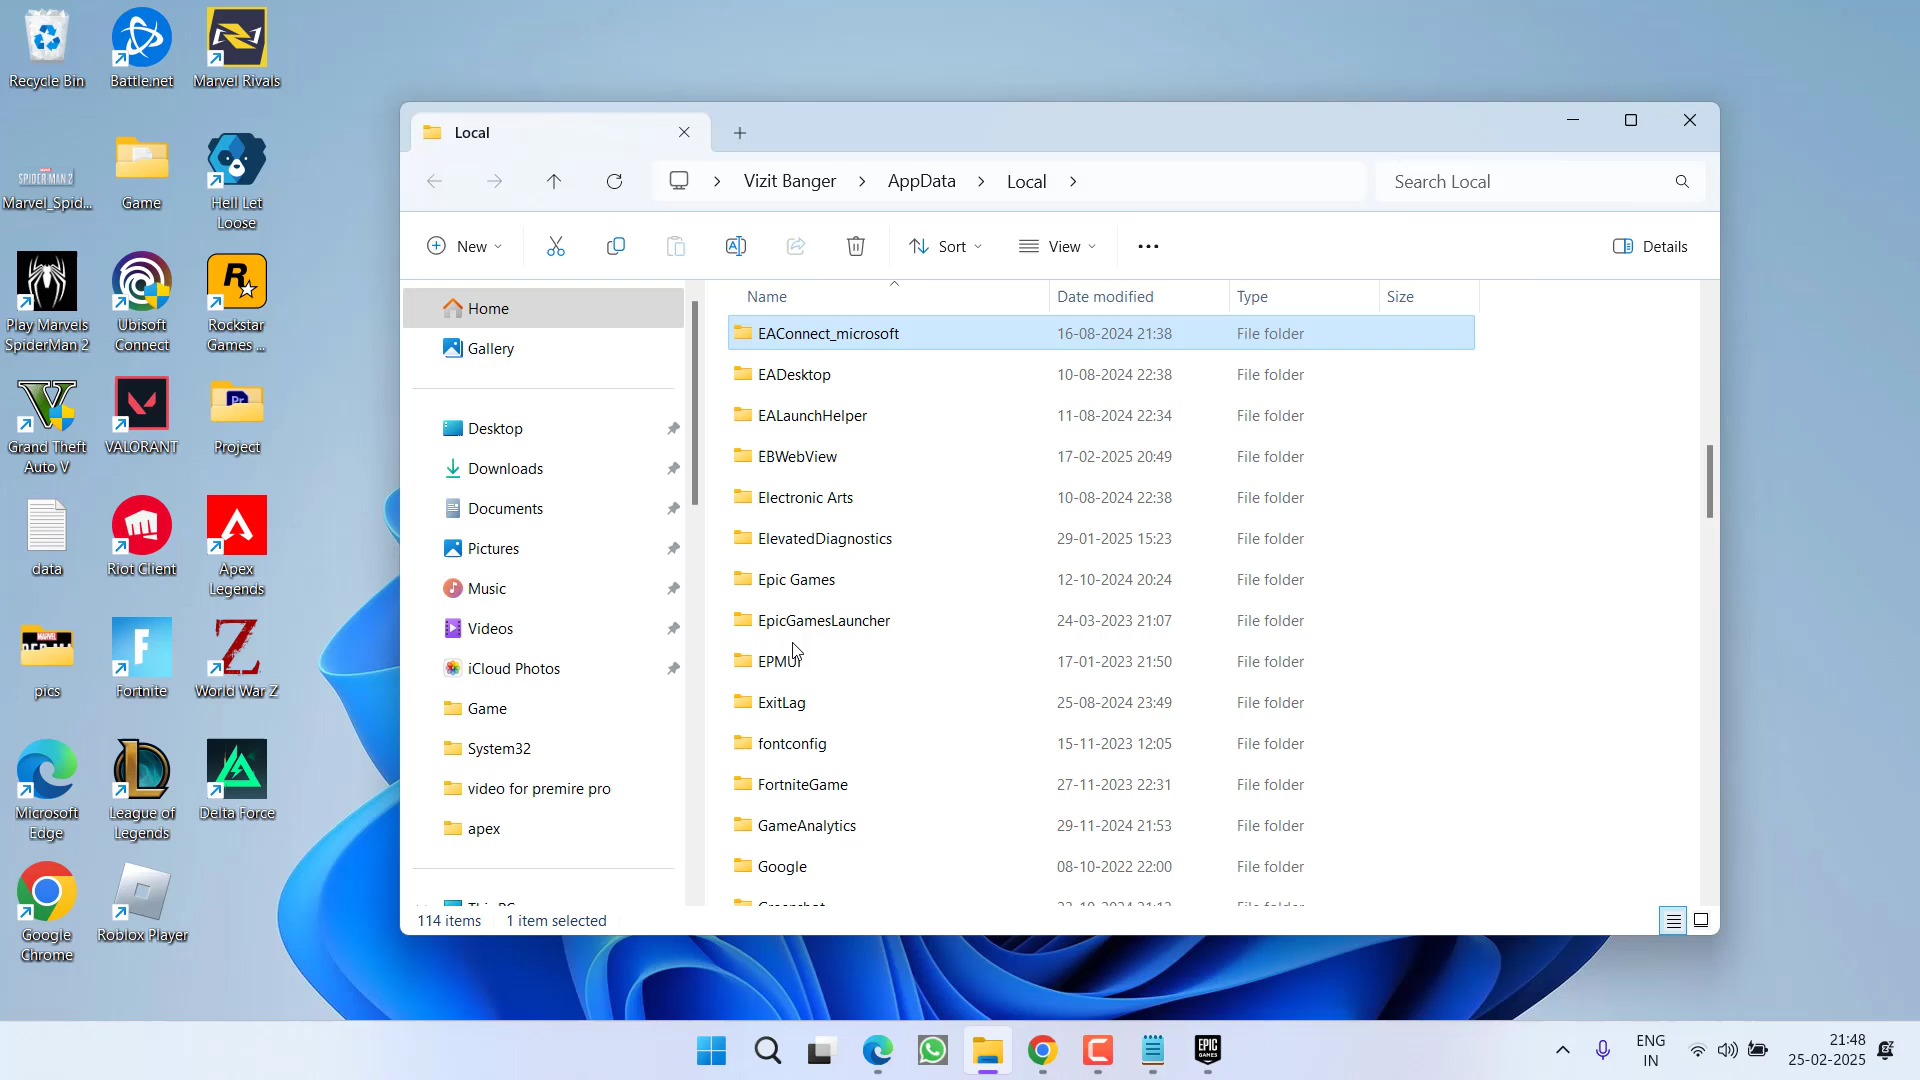 Recycle Bin
Battle.net
Marvel Rivals
SPIDER-MAN 2
Marvel_Spid...
Game
Hell Let
Loose
Play Marvels
SpiderMan 2
Ubisoft
Connect
Rockstar
Games ...
Grand Theft
Auto V
VALORANT
Project
data
Riot Client
Apex
Legends
pics
Fortnite
World War Z
Microsoft
Edge
League of
Legends
Delta Force
Google
Chrome
Roblox Player
Local
Vizit Banger
AppData
Local
Search Local
New
Sort
View
Details
Home
Gallery
Desktop
Downloads
Documents
Pictures
Music
Videos
iCloud Photos
Game
System32
video for premire pro
apex
Name Date modified Type Size
EAConnect_microsoft 16-08-2024 21:38 File folder
EADesktop 10-08-2024 22:38 File folder
EALaunchHelper 11-08-2024 22:34 File folder
EBWebView 17-02-2025 20:49 File folder
Electronic Arts 10-08-2024 22:38 File folder
ElevatedDiagnostics 29-01-2025 15:23 File folder
Epic Games 12-10-2024 20:24 File folder
EpicGamesLauncher 24-03-2023 21:07 File folder
EPMUI 17-01-2023 21:50 File folder
ExitLag 25-08-2024 23:49 File folder
fontconfig 15-11-2023 12:05 File folder
FortniteGame 27-11-2023 22:31 File folder
GameAnalytics 29-11-2024 21:53 File folder
Google 08-10-2022 22:00 File folder
114 items 1 item selected
EPIC
GAMES
ENG
IN
21:48
25-02-2025